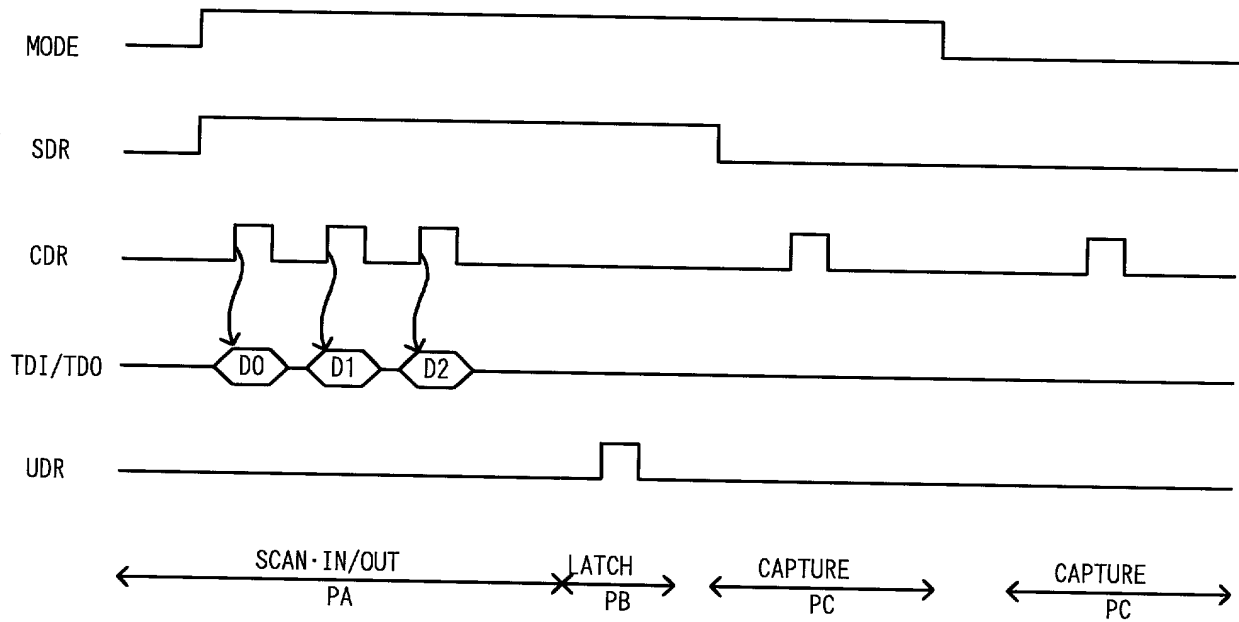 MODE
SDR
CDR
TDI/TDO D0 D1 D2
UDR
SCAN·IN/OUT LATCH CAPTURE CAPTURE
PA PB PC PC